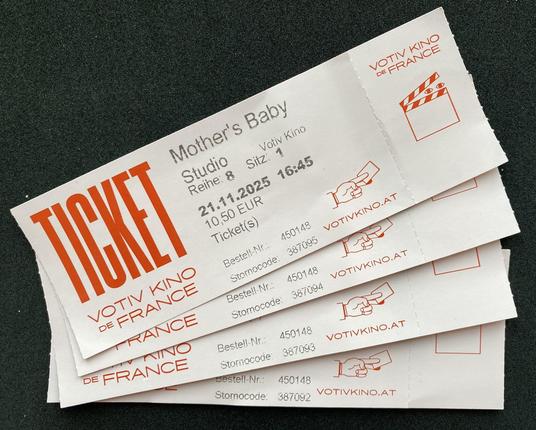 VOTIV KINO
DE FRANCE
TICKET
Mother's Baby
Studio Votiv Kino
Reihe: 8 Sitz: 1
21.11.2025 16:45
10,50 EUR
Ticket(s)
Bestell-Nr.: 450148
Stornocode: 387095
VOTIVKINO.AT
VOTIV KINO
DE FRANCE
Bestell-Nr.: 450148
Stornocode: 387094
VOTIVKINO.AT
FRANCE
Bestell-Nr.: 450148
Stornocode: 387093
VOTIVKINO.AT
KINO
DE FRANCE
Bestell-Nr.: 450148
Stornocode: 387092
VOTIVKINO.AT